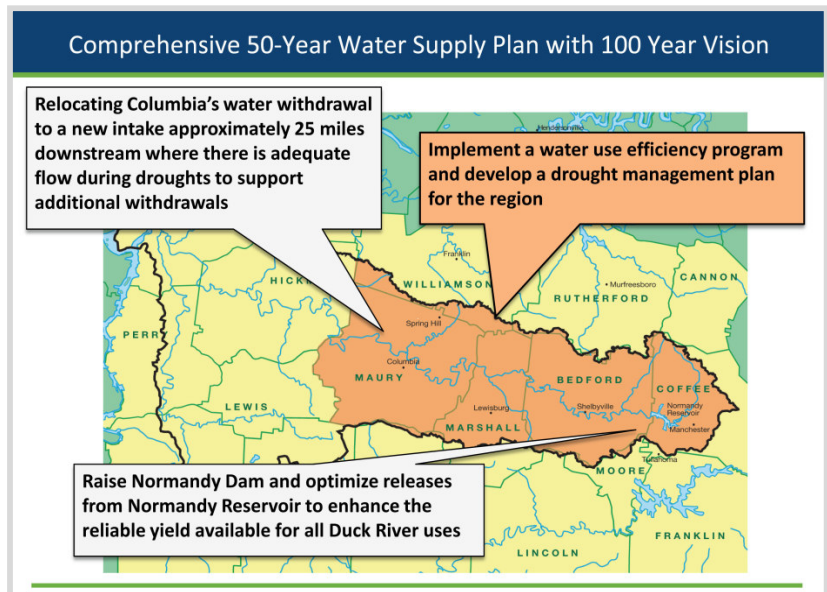 Comprehensive 50-Year Water Supply Plan with 100 Year Vision
Relocating Columbia's water withdrawal
to a new intake approximately 25 miles
downstream where there is adequate
flow during droughts to support
additional withdrawals
Implement a water use efficiency program
and develop a drought management plan
for the region
Hendersonville
Franklin
HICK
WILLIAMSON
Murfreesboro
CANNON
RUTHERFORD
PERR
Spring Hill
Columbia
MAURY
BEDFORD
COFFEE
LEWIS
Lewisburg
Shelbyville
Normandy
Reservoir
MARSHALL
Manchester
Tullahoma
MOORE
Raise Normandy Dam and optimize releases
from Normandy Reservoir to enhance the
reliable yield available for all Duck River uses
FRANKLIN
LINCOLN